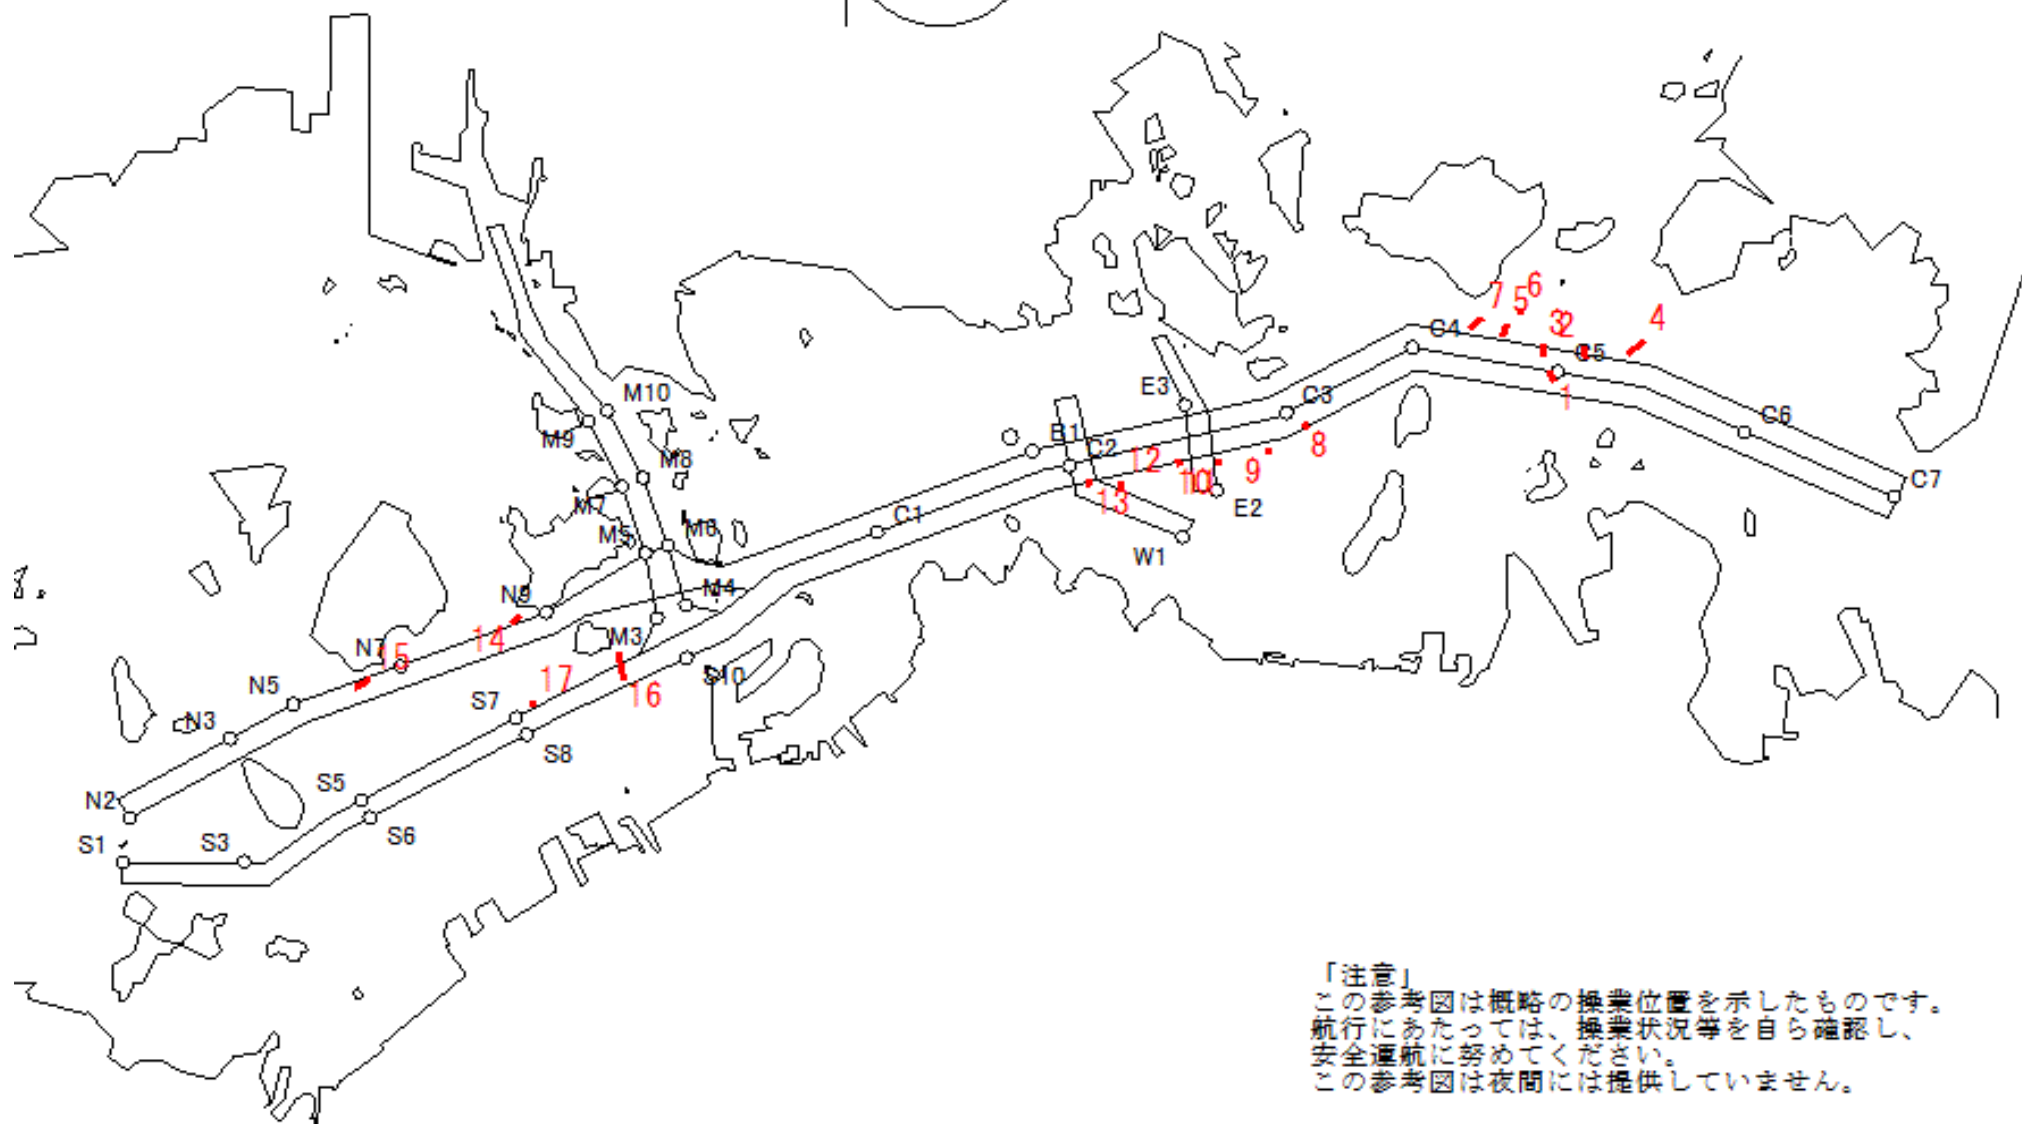 7
6
5
4
3
2
C4
C5
1
M10
E3
C3
C6
8
M9
B1
C2
M8
12
9
10
11
C7
M7
13
E2
C1
M5
M6
W1
N9
M4
14
M3
N7
15
S10
N5
17
16
S7
N3
S8
S5
N2
S6
S1
S3
「注意」
この参考図は概略の操業位置を示したものです。
航行にあたっては、操業状況等を自ら確認し、
安全運航に努めてください。
この参考図は夜間には提供していません。